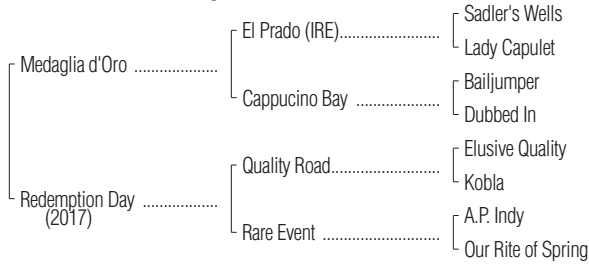 Sadler's Wells
El Prado (IRE)....................
Lady Capulet
Medaglia d'Oro ....................
Bailjumper
Cappucino Bay ....................
Dubbed In
Elusive Quality
Quality Road.........................
Kobla
Redemption Day ..................
(2017)
A.P. Indy
Rare Event ............................
Our Rite of Spring